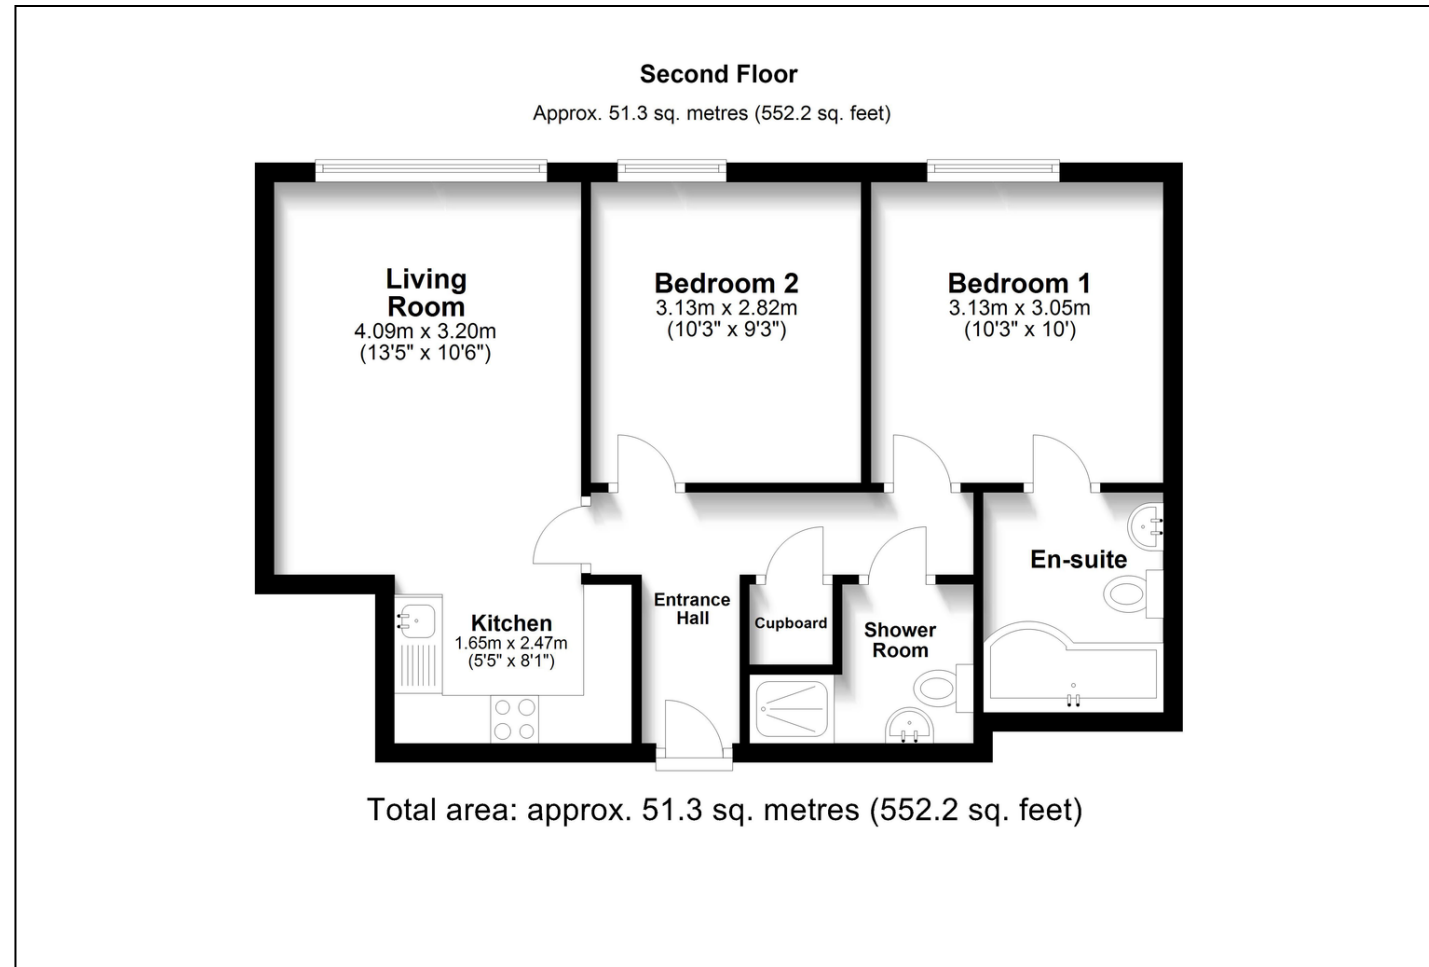 Second Floor
Approx. 51.3 sq. metres (552.2 sq. feet)
Living
Room
4.09m x 3.20m
(13'5" x 10'6")
Bedroom 2
3.13m x 2.82m
(10'3" x 9'3")
Bedroom 1
3.13m x 3.05m
(10'3" x 10')
En-suite
Kitchen
1.65m x 2.47m
(5'5" x 8'1")
Entrance
Hall
Cupboard
Shower
Room
Total area: approx. 51.3 sq. metres (552.2 sq. feet)